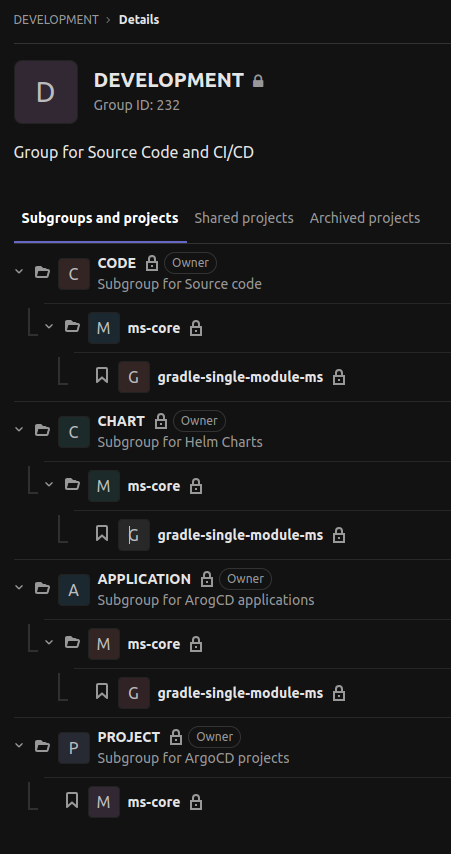 DEVELOPMENT › Details
D
DEVELOPMENT
Group ID: 232
Group for Source Code and CI/CD
Subgroups and projects Shared projects Archived projects
C CODE Owner
Subgroup for Source code
M ms-core
G gradle-single-module-ms
C CHART Owner
Subgroup for Helm Charts
M ms-core
G gradle-single-module-ms
A APPLICATION Owner
Subgroup for ArogCD applications
M ms-core
G gradle-single-module-ms
P PROJECT Owner
Subgroup for ArgoCD projects
M ms-core